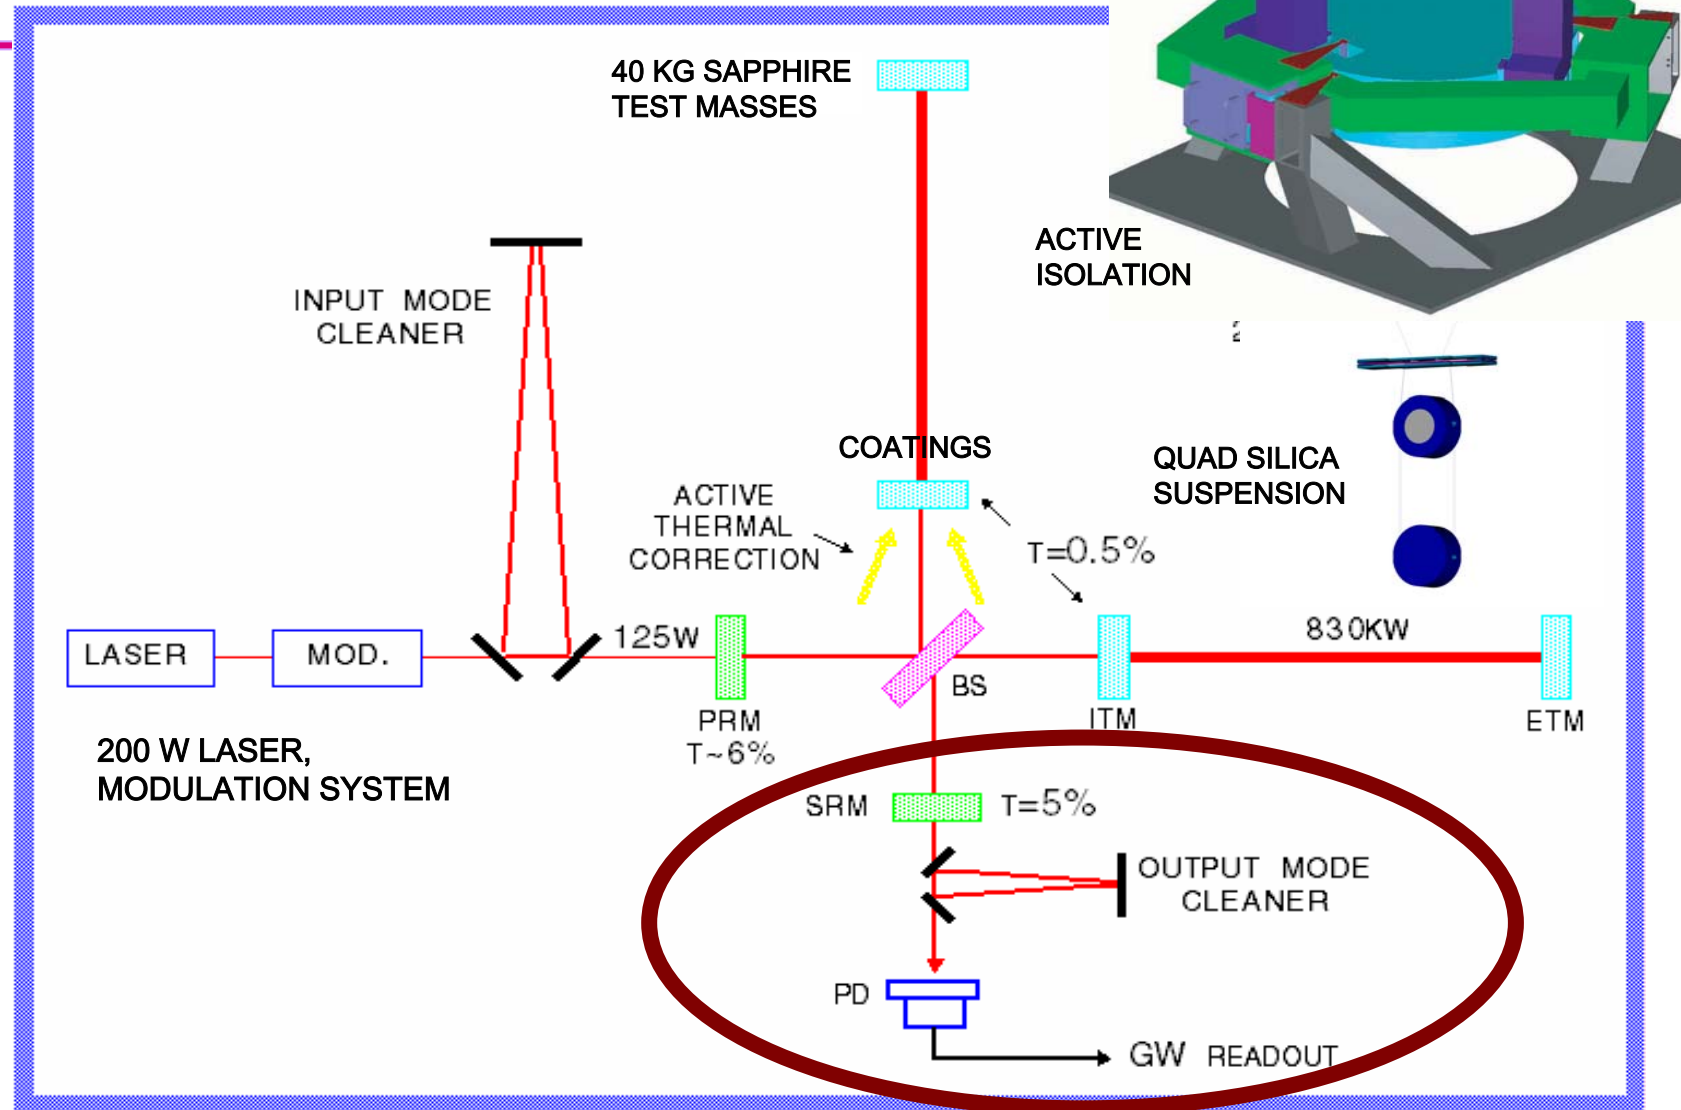 40 KG SAPPHIRE
TEST MASSES
ACTIVE
ISOLATION
INPUT MODE
CLEANER
COATINGS
QUAD SILICA
SUSPENSION
ACTIVE
THERMAL
CORRECTION
T=0.5%
LASER
MOD.
125W
830KW
BS
PRM
T~6%
ITM
ETM
200 W LASER,
MODULATION SYSTEM
SRM
T=5%
OUTPUT MODE
CLEANER
PD
GW READOUT